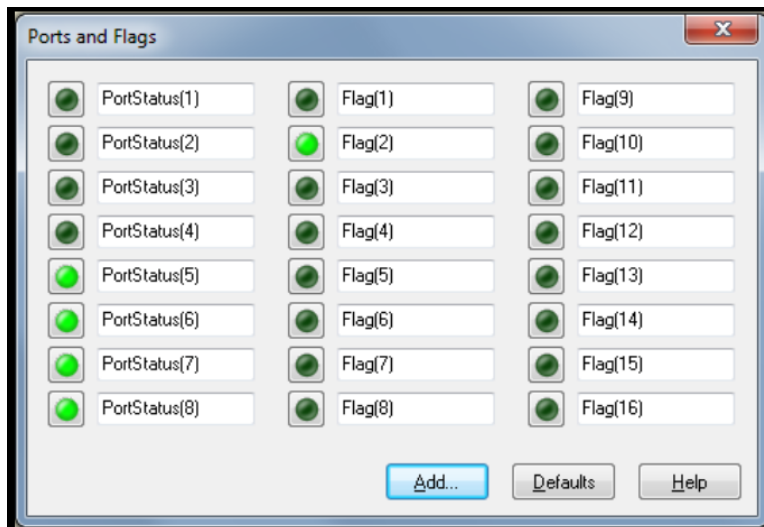 Ports and Flags
PortStatus(1) Flag(1) Flag(9)
PortStatus(2) Flag(2) Flag(10)
PortStatus(3) Flag(3) Flag(11)
PortStatus(4) Flag(4) Flag(12)
PortStatus(5) Flag(5) Flag(13)
PortStatus(6) Flag(6) Flag(14)
PortStatus(7) Flag(7) Flag(15)
PortStatus(8) Flag(8) Flag(16)
Add... Defaults Help